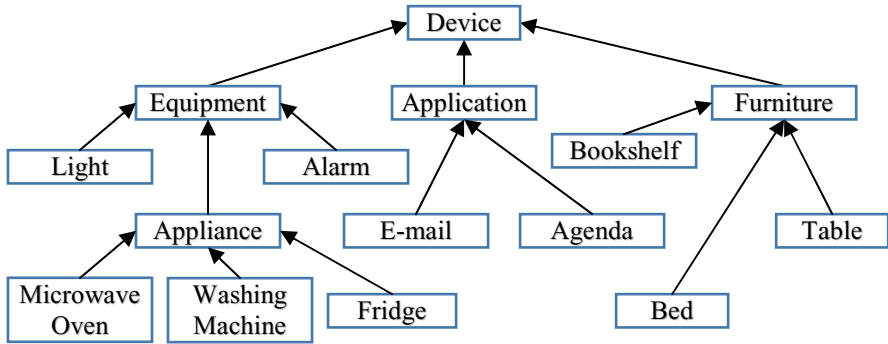 Device
Equipment
Application
Furniture
Light
Alarm
Bookshelf
Appliance
E-mail
Agenda
Table
Microwave
Oven
Washing
Machine
Fridge
Bed